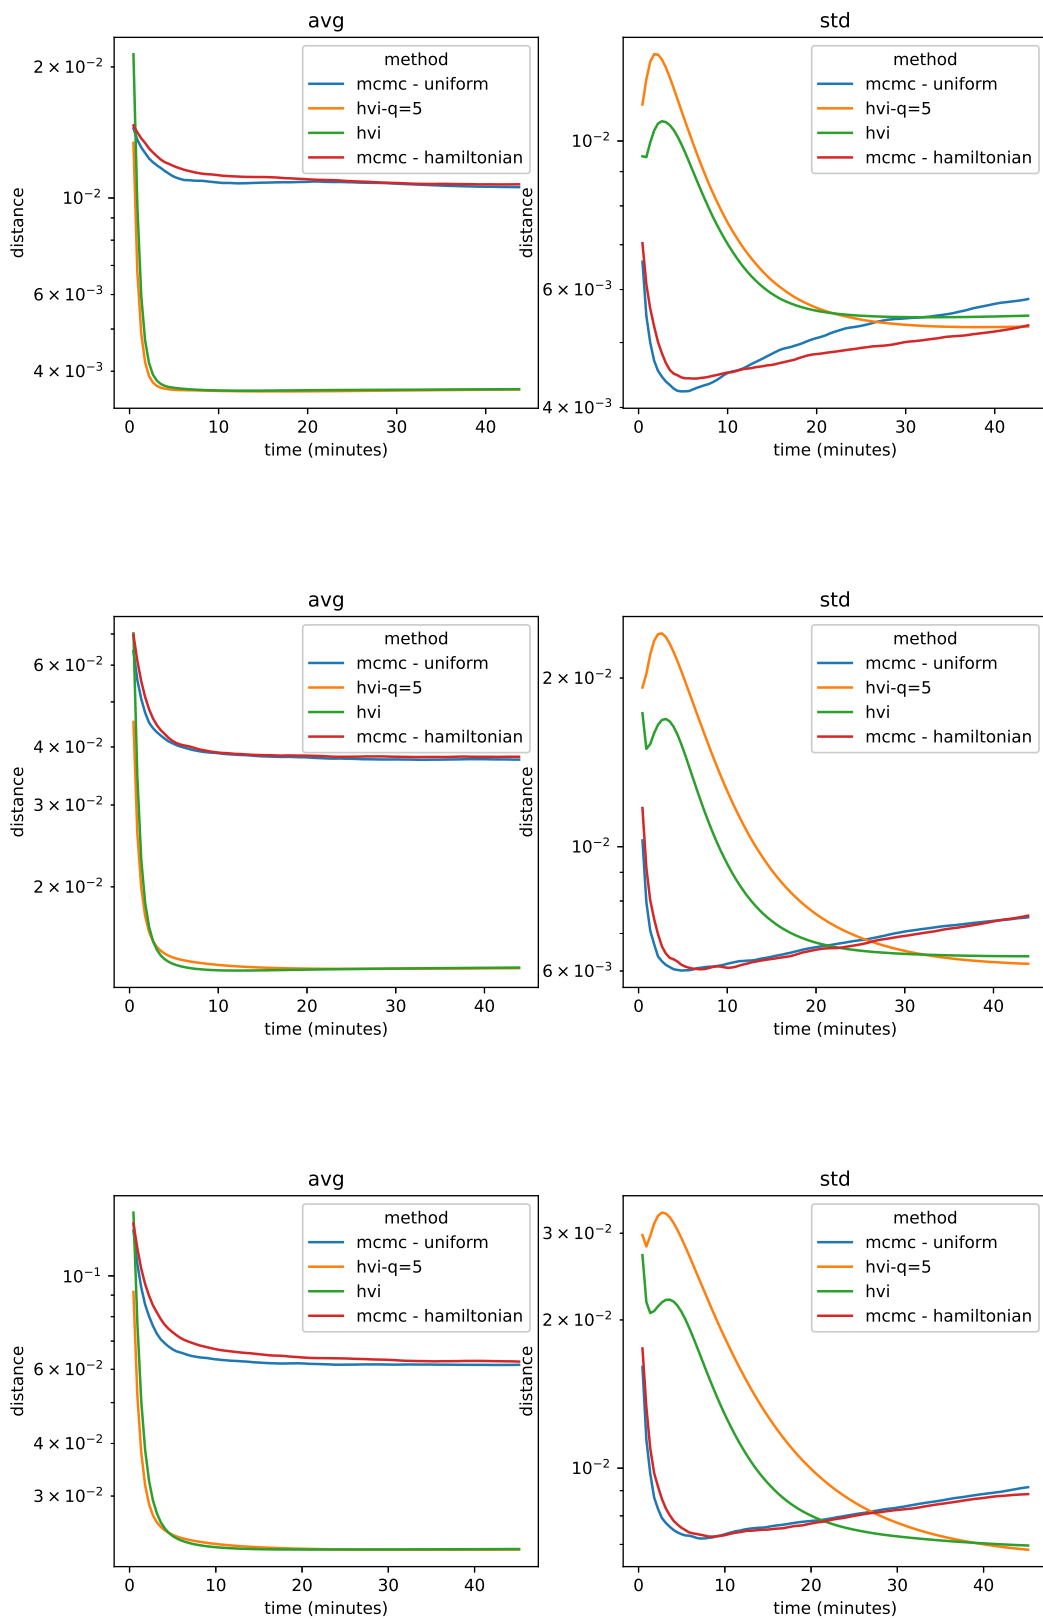 avg
2 × 10⁻²
10⁻²
6 × 10⁻³
4 × 10⁻³
distance
method
mcmc - uniform
hvi-q=5
hvi
mcmc - hamiltonian
0 10 20 30 40
time (minutes)
std
10⁻²
6 × 10⁻³
4 × 10⁻³
distance
method
mcmc - uniform
hvi-q=5
hvi
mcmc - hamiltonian
0 10 20 30 40
time (minutes)
avg
6 × 10⁻²
4 × 10⁻²
3 × 10⁻²
2 × 10⁻²
distance
method
mcmc - uniform
hvi-q=5
hvi
mcmc - hamiltonian
0 10 20 30 40
time (minutes)
std
2 × 10⁻²
10⁻²
6 × 10⁻³
distance
method
mcmc - uniform
hvi-q=5
hvi
mcmc - hamiltonian
0 10 20 30 40
time (minutes)
avg
10⁻¹
6 × 10⁻²
4 × 10⁻²
3 × 10⁻²
distance
method
mcmc - uniform
hvi-q=5
hvi
mcmc - hamiltonian
0 10 20 30 40
time (minutes)
std
3 × 10⁻²
2 × 10⁻²
10⁻²
distance
method
mcmc - uniform
hvi-q=5
hvi
mcmc - hamiltonian
0 10 20 30 40
time (minutes)